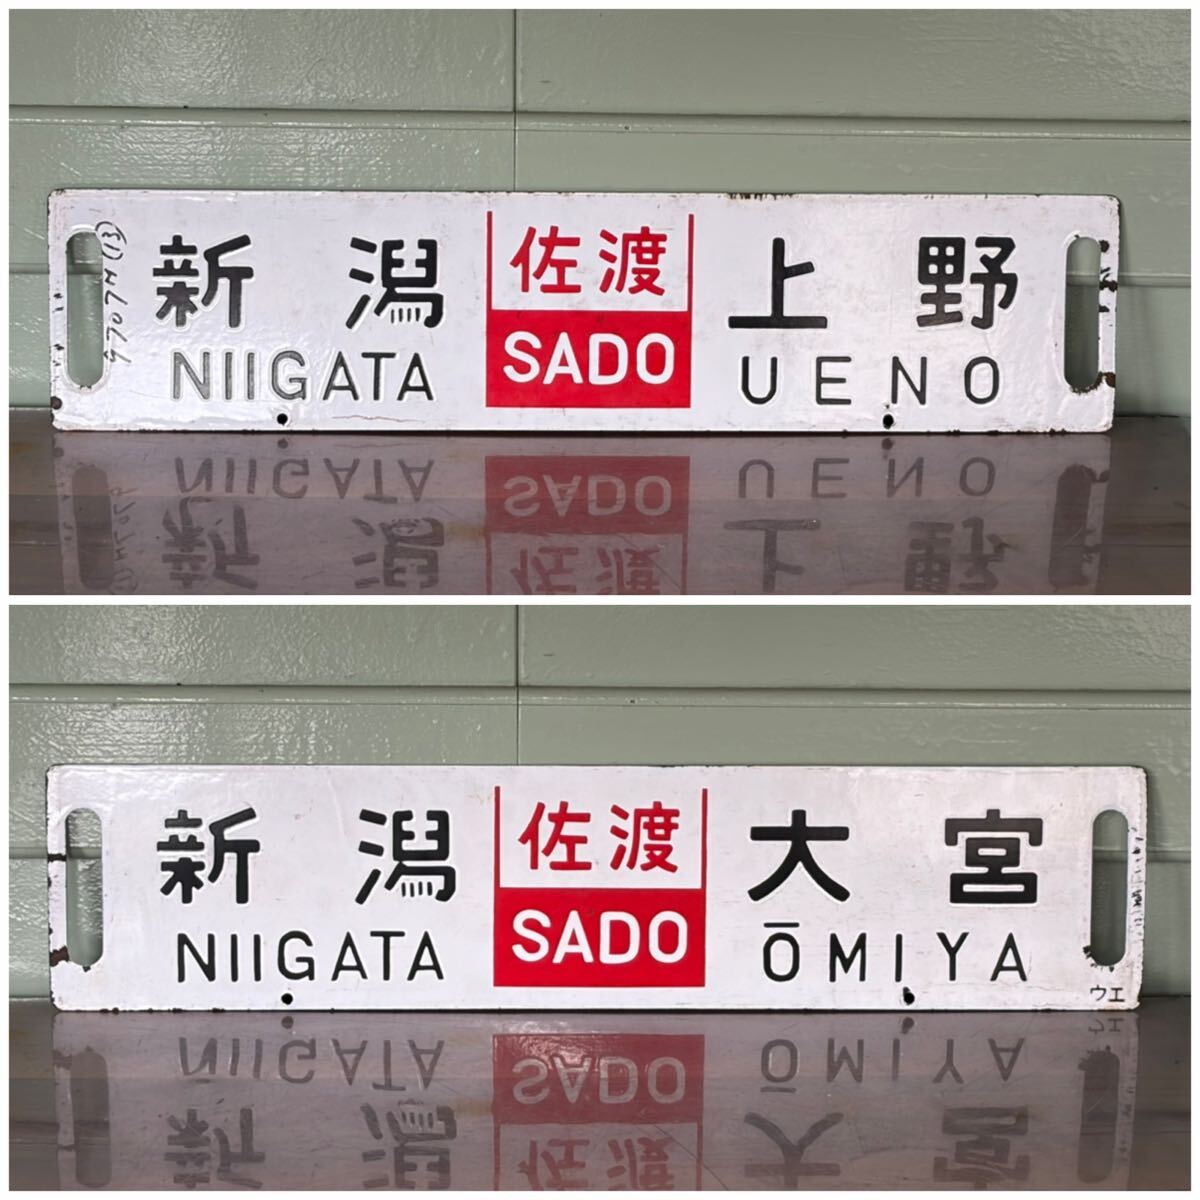 新潟 佐渡 上野
NIIGATA SADO UENO
新潟 佐渡 大宮
NIIGATA SADO ŌMIYA
ウエ